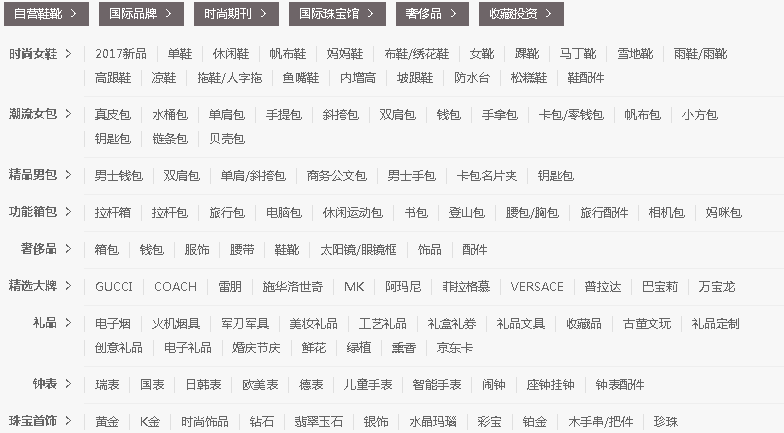 自营鞋靴 > 国际品牌 > 时尚期刊 > 国际珠宝馆 > 奢侈品 > 收藏投资 >
时尚女鞋 > 2017新品 单鞋 休闲鞋 帆布鞋 妈妈鞋 布鞋/绣花鞋 女靴 踝靴 马丁靴 雪地靴 雨鞋/雨靴
高跟鞋 凉鞋 拖鞋/人字拖 鱼嘴鞋 内增高 坡跟鞋 防水台 松糕鞋 鞋配件
潮流女包 > 真皮包 水桶包 单肩包 手提包 斜挎包 双肩包 钱包 手拿包 卡包/零钱包 帆布包 小方包
钥匙包 链条包 贝壳包
精品男包 > 男士钱包 双肩包 单肩/斜挎包 商务公文包 男士手包 卡包名片夹 钥匙包
功能箱包 > 拉杆箱 拉杆包 旅行包 电脑包 休闲运动包 书包 登山包 腰包/胸包 旅行配件 相机包 妈咪包
奢侈品 > 箱包 钱包 服饰 腰带 鞋靴 太阳镜/眼镜框 饰品 配件
精选大牌 > GUCCI COACH 雷朋 施华洛世奇 MK 阿玛尼 菲拉格慕 VERSACE 普拉达 巴宝莉 万宝龙
礼品 > 电子烟 火机烟具 军刀军具 美妆礼品 工艺礼品 礼盒礼券 礼品文具 收藏品 古董文玩 礼品定制
创意礼品 电子礼品 婚庆节庆 鲜花 绿植 熏香 京东卡
钟表 > 瑞表 国表 日韩表 欧美表 德表 儿童手表 智能手表 闹钟 座钟挂钟 钟表配件
珠宝首饰 > 黄金 K金 时尚饰品 钻石 翡翠玉石 银饰 水晶玛瑙 彩宝 铂金 木手串/把件 珍珠